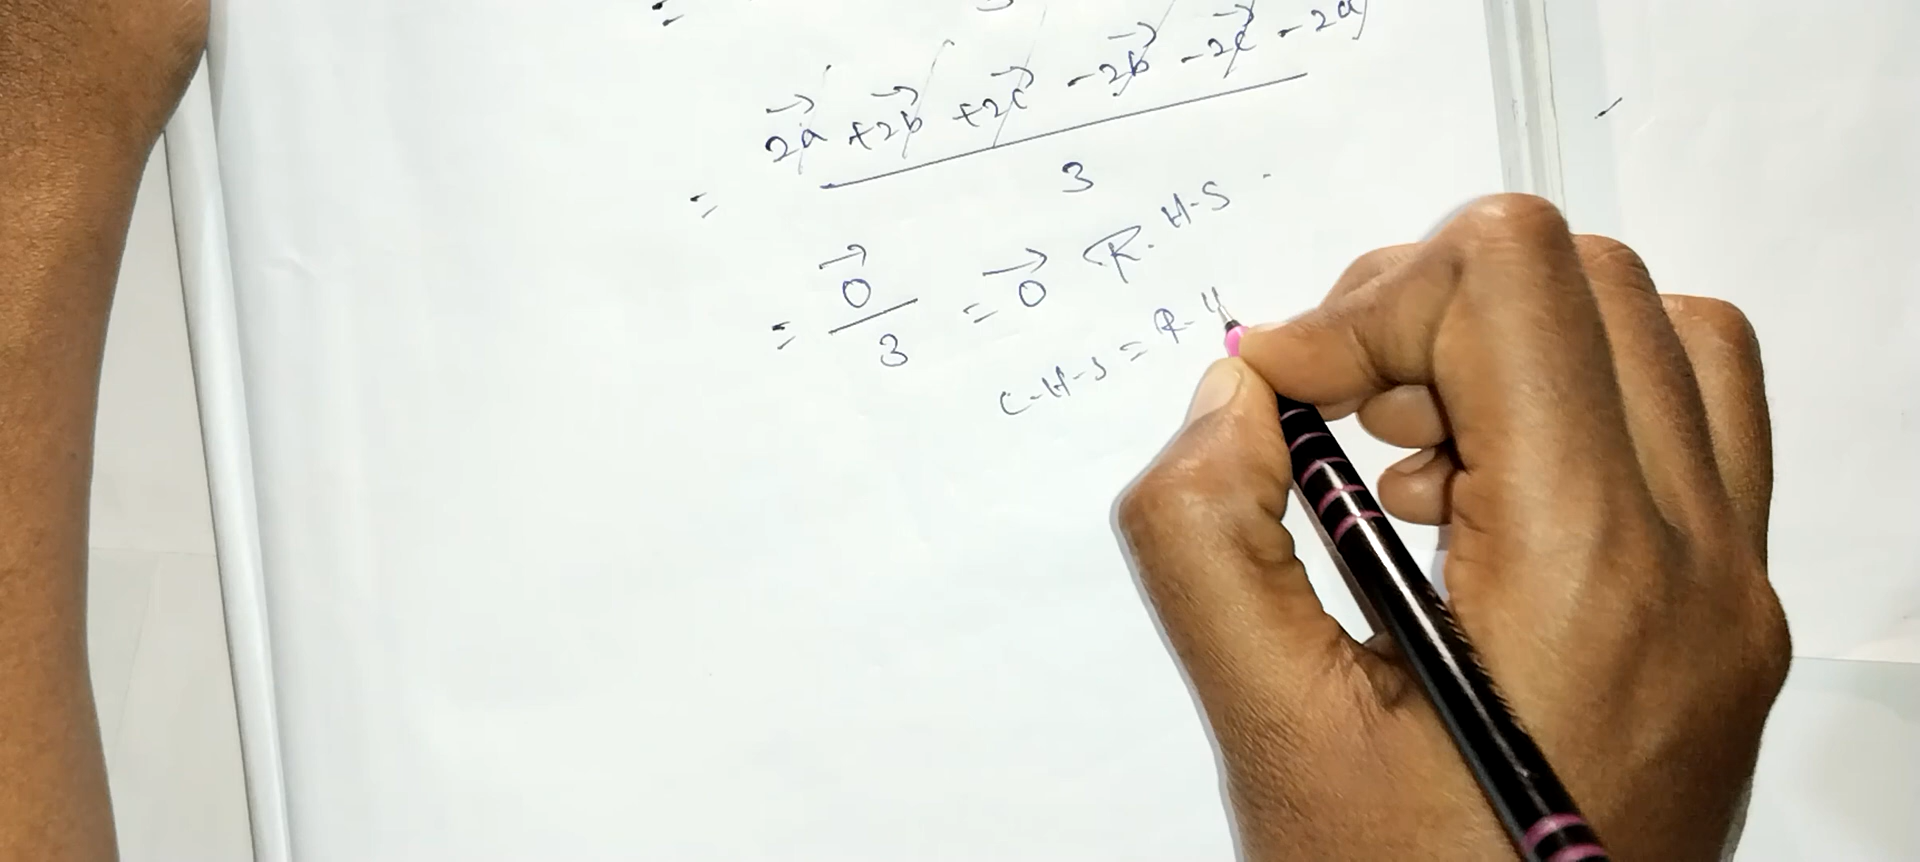 =
2a⃗ + 2b⃗ + 2c⃗ - 2b⃗ - 2c⃗ - 2a
= 3
= 0⃗ / 3 = 0⃗ R.H-S.
L-H-S = R-H